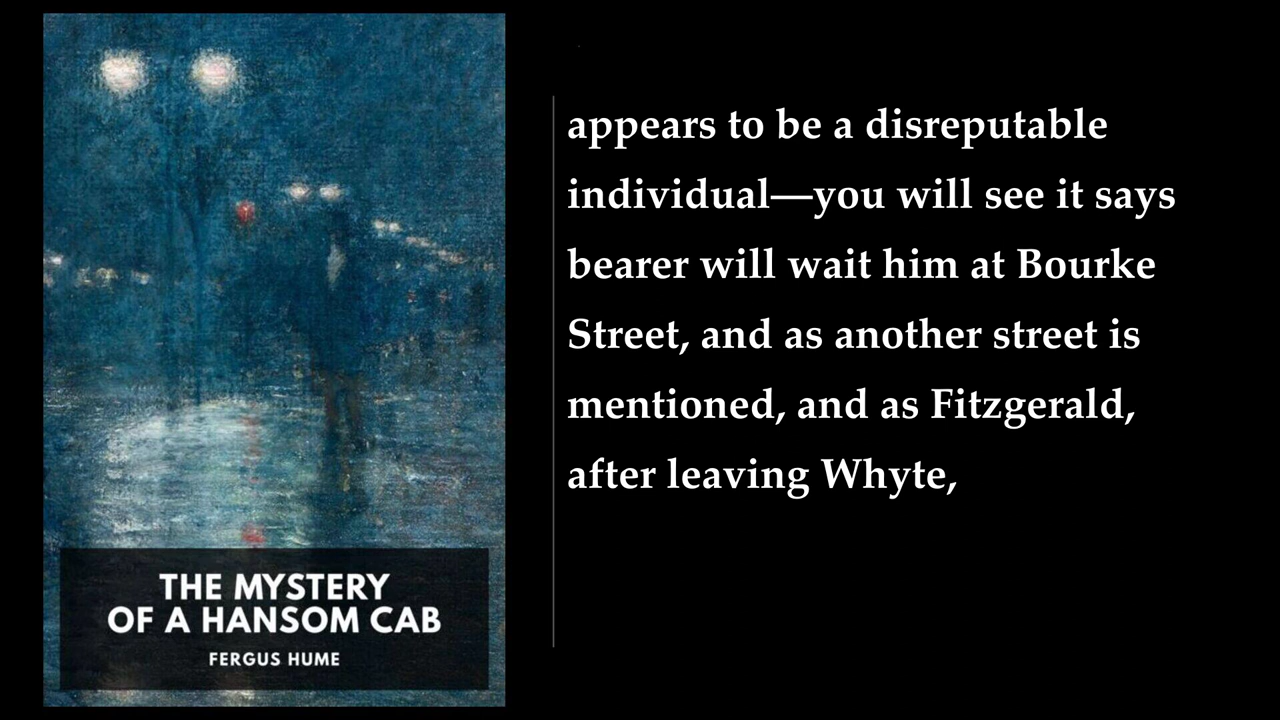 appears to be a disreputable
individual—you will see it says
bearer will wait him at Bourke
Street, and as another street is
mentioned, and as Fitzgerald,
after leaving Whyte,
THE MYSTERY
OF A HANSOM CAB
FERGUS HUME